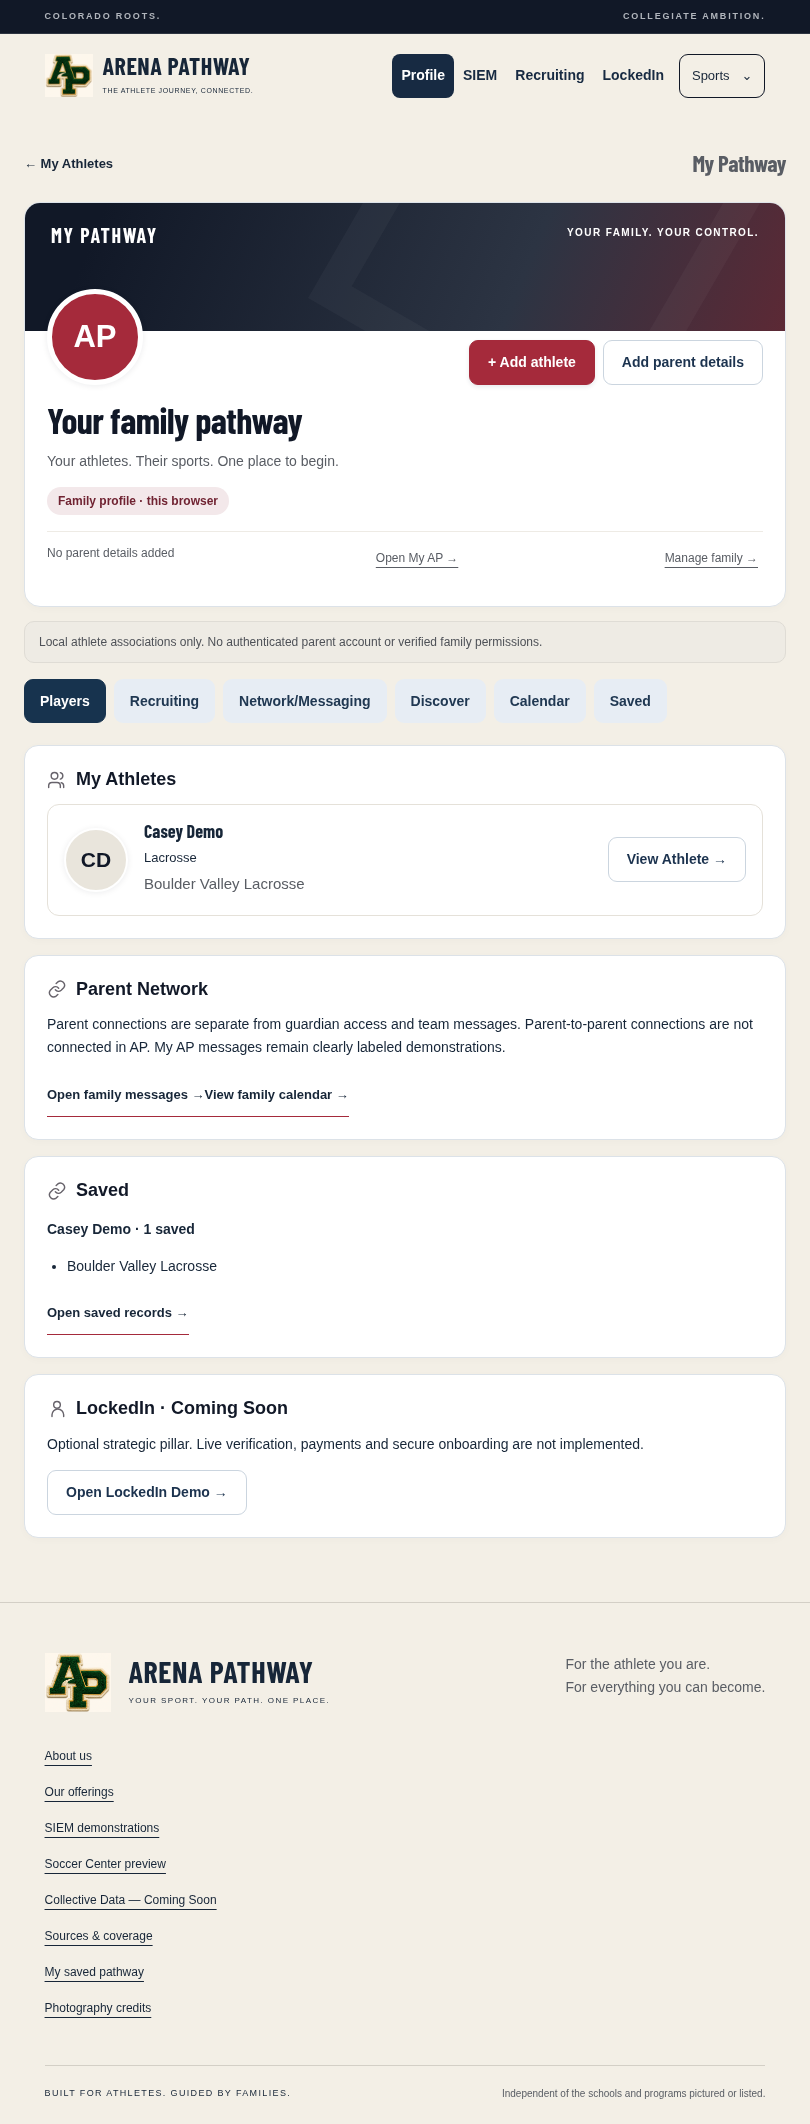 COLORADO ROOTS. COLLEGIATE AMBITION.
AP ARENA PATHWAY
THE ATHLETE JOURNEY, CONNECTED.
Profile SIEM Recruiting LockedIn Sports
← My Athletes My Pathway
MY PATHWAY YOUR FAMILY. YOUR CONTROL.
AP
+ Add athlete Add parent details
Your family pathway
Your athletes. Their sports. One place to begin.
Family profile · this browser
No parent details added Open My AP → Manage family →
Local athlete associations only. No authenticated parent account or verified family permissions.
Players Recruiting Network/Messaging Discover Calendar Saved
My Athletes
CD
Casey Demo
Lacrosse
Boulder Valley Lacrosse
View Athlete →
Parent Network
Parent connections are separate from guardian access and team messages. Parent-to-parent connections are not
connected in AP. My AP messages remain clearly labeled demonstrations.
Open family messages →View family calendar →
Saved
Casey Demo · 1 saved
• Boulder Valley Lacrosse
Open saved records →
LockedIn · Coming Soon
Optional strategic pillar. Live verification, payments and secure onboarding are not implemented.
Open LockedIn Demo →
AP ARENA PATHWAY
YOUR SPORT. YOUR PATH. ONE PLACE.
For the athlete you are.
For everything you can become.
About us
Our offerings
SIEM demonstrations
Soccer Center preview
Collective Data — Coming Soon
Sources & coverage
My saved pathway
Photography credits
BUILT FOR ATHLETES. GUIDED BY FAMILIES. Independent of the schools and programs pictured or listed.